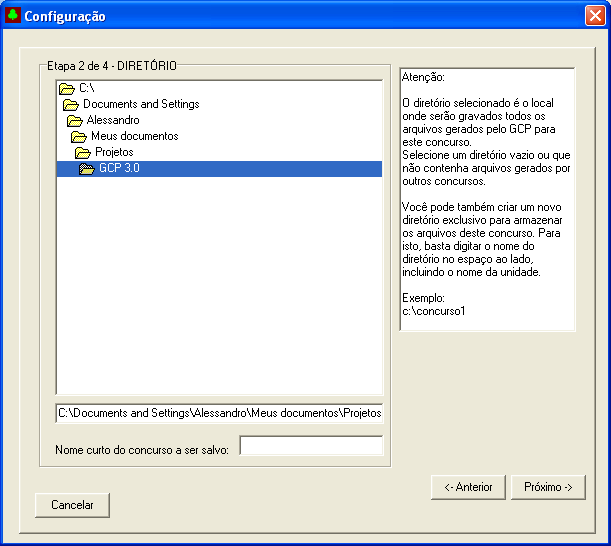 Configuração
Etapa 2 de 4 - DIRETÓRIO
C:\
Documents and Settings
Alessandro
Meus documentos
Projetos
GCP 3.0
C:\Documents and Settings\Alessandro\Meus documentos\Projetos
Nome curto do concurso a ser salvo:
Atenção:
O diretório selecionado é o local
onde serão gravados todos os
arquivos gerados pelo GCP para
este concurso.
Selecione um diretório vazio ou que
não contenha arquivos gerados por
outros concursos.
Você pode também criar um novo
diretório exclusivo para armazenar
os arquivos deste concurso. Para
isto, basta digitar o nome do
diretório no espaço ao lado,
incluindo o nome da unidade.
Exemplo:
c:\concurso1
<- Anterior
Próximo ->
Cancelar